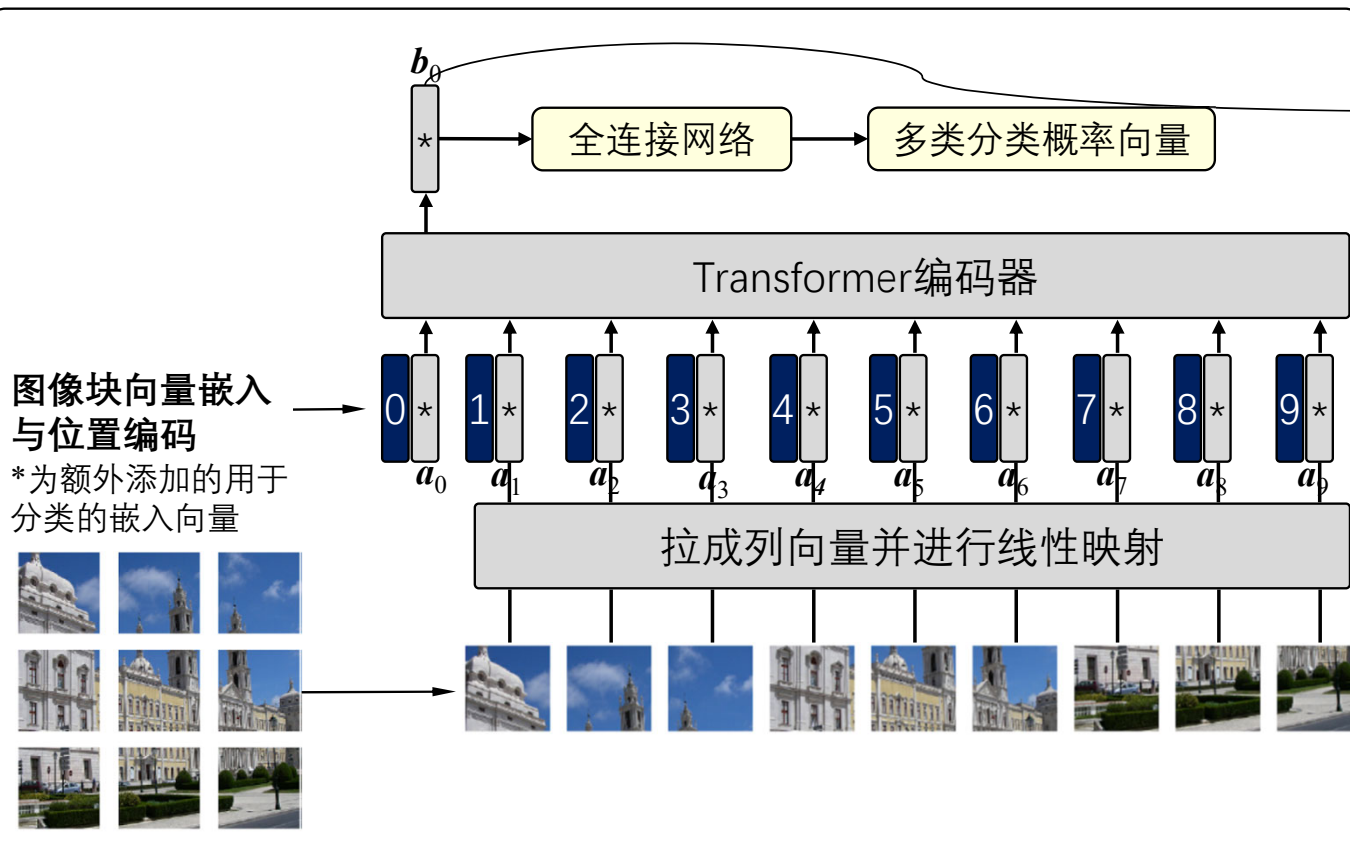 b₀
*
全连接网络
多类分类概率向量
Transformer编码器
图像块向量嵌入
与位置编码
*为额外添加的用于
分类的嵌入向量
0* 1* 2* 3* 4* 5* 6* 7* 8* 9*
a₀ a₁ a₂ a₃ a₄ a₅ a₆ a₇ a₈ a₉
拉成列向量并进行线性映射